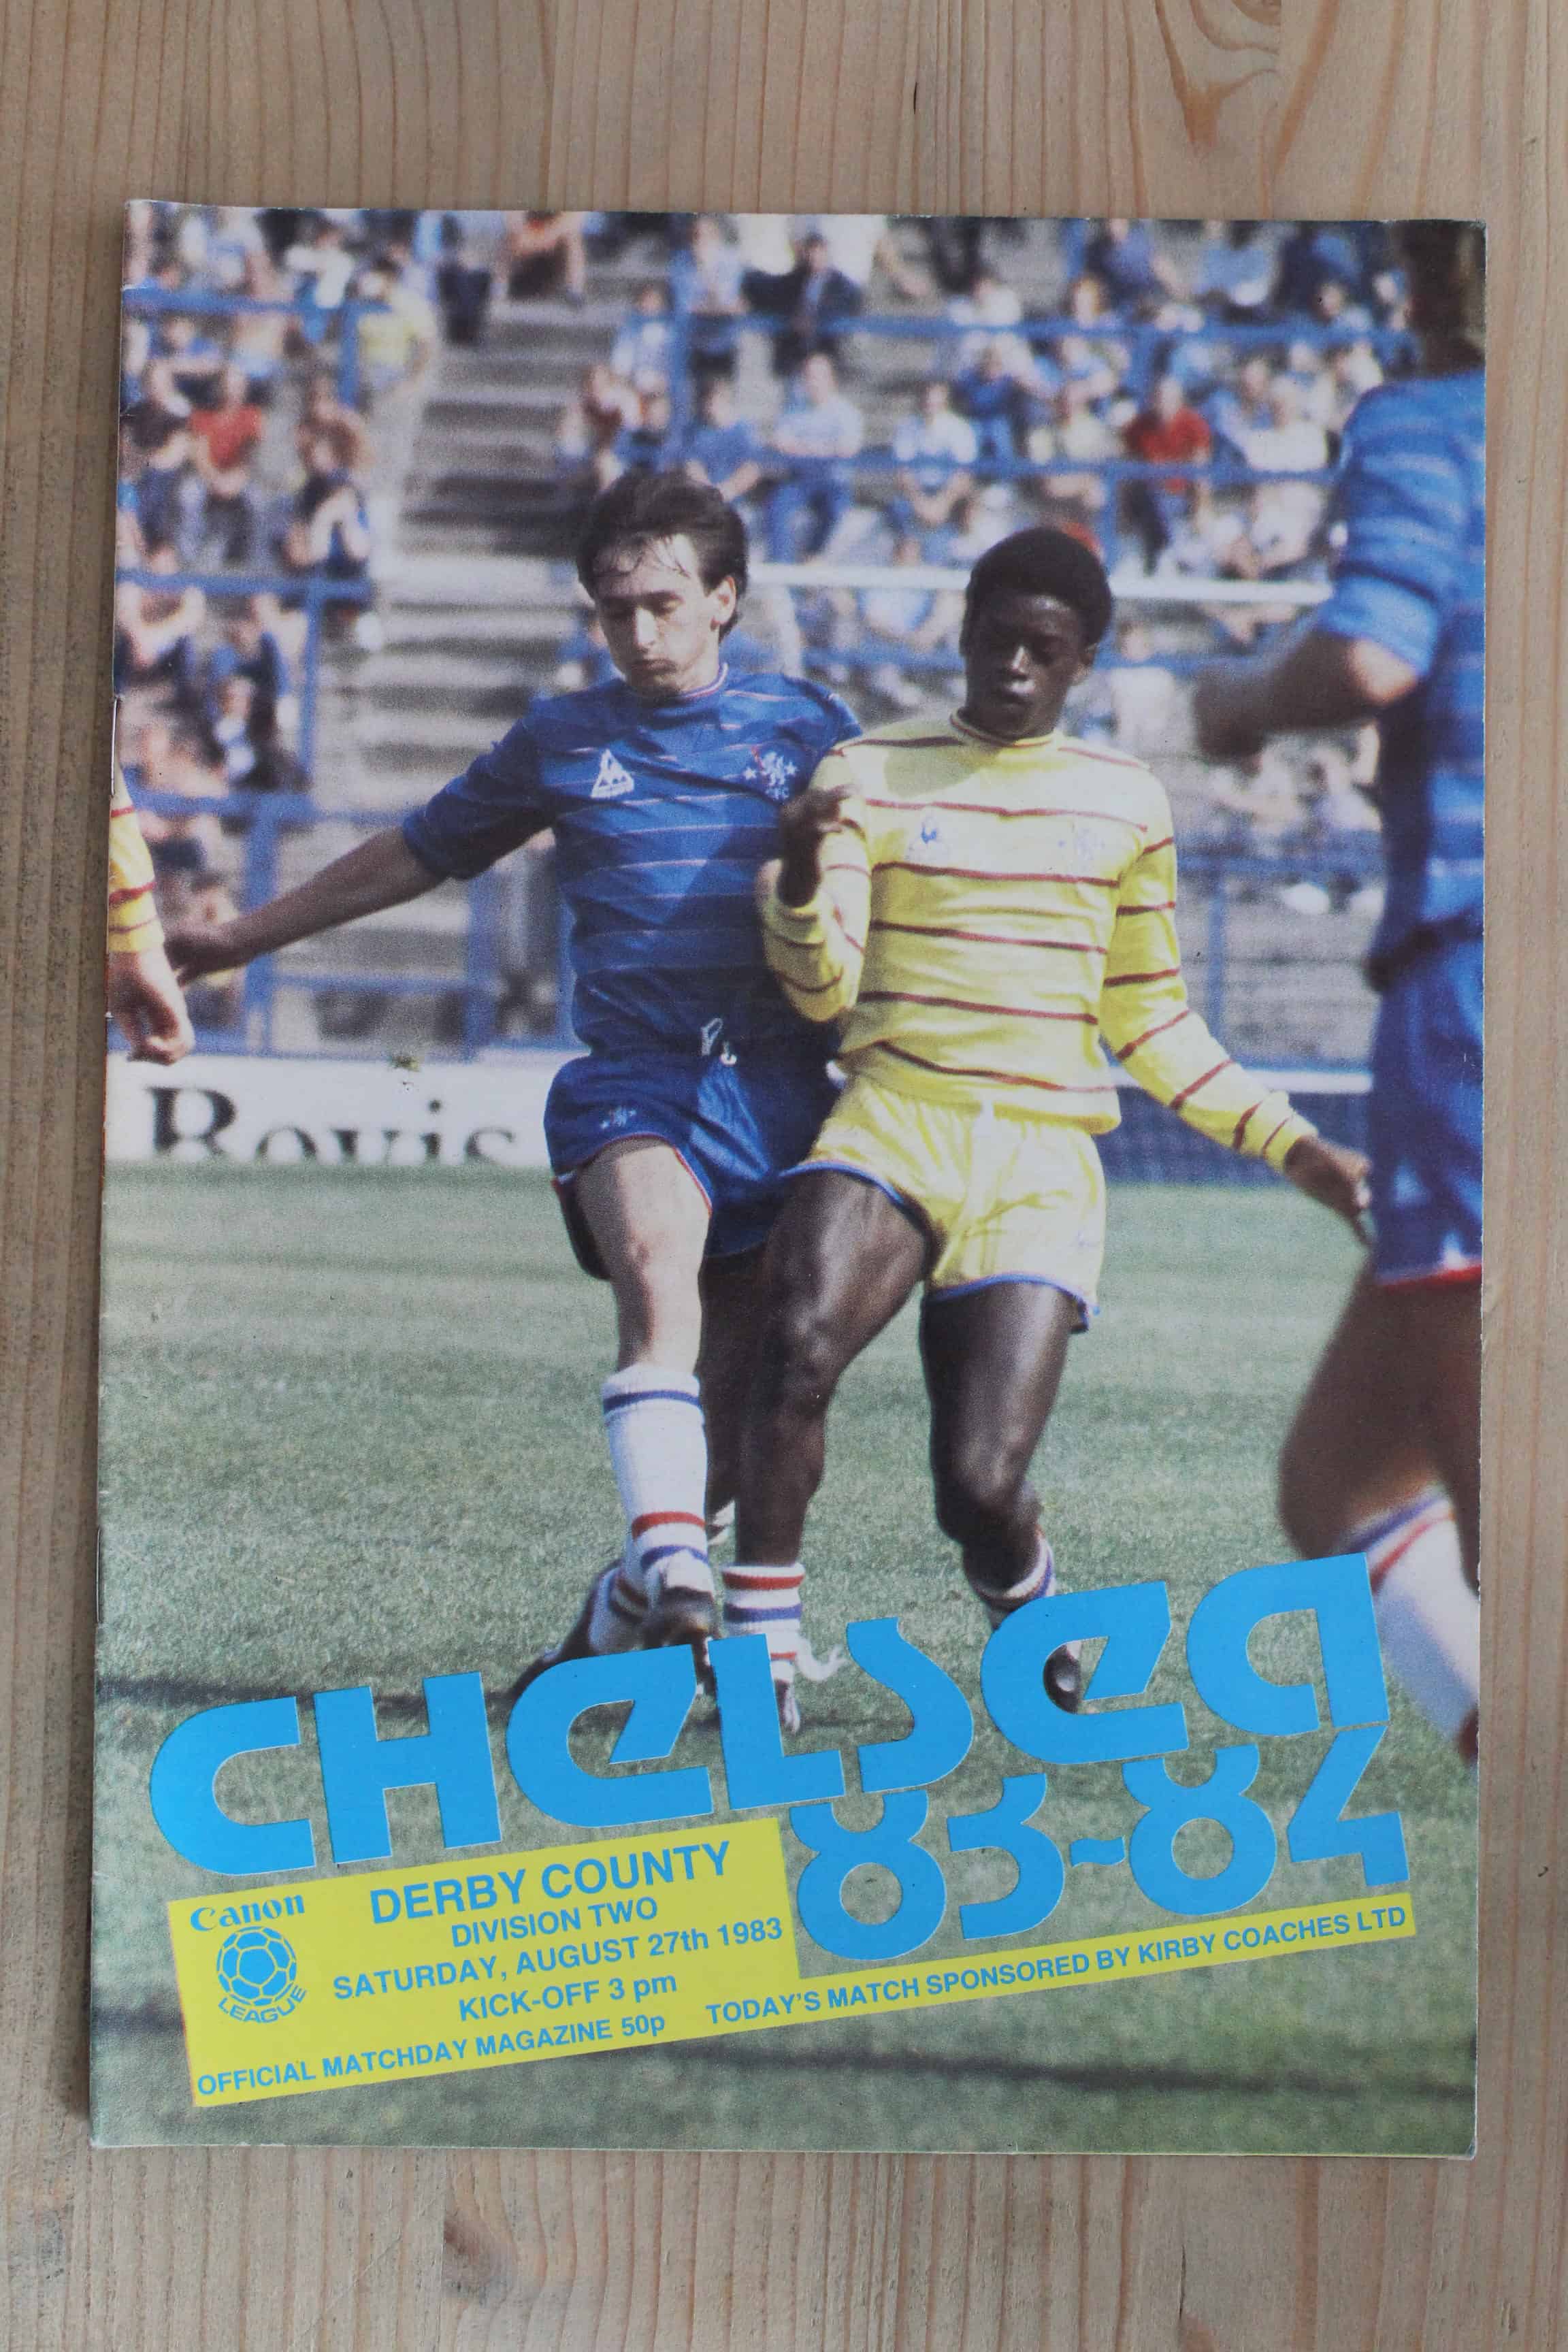 Bovis
CHELSEA
83-84
Canon
LEAGUE
DERBY COUNTY
DIVISION TWO
SATURDAY, AUGUST 27th 1983
KICK-OFF 3 pm
OFFICIAL MATCHDAY MAGAZINE 50p
TODAY'S MATCH SPONSORED BY KIRBY COACHES LTD